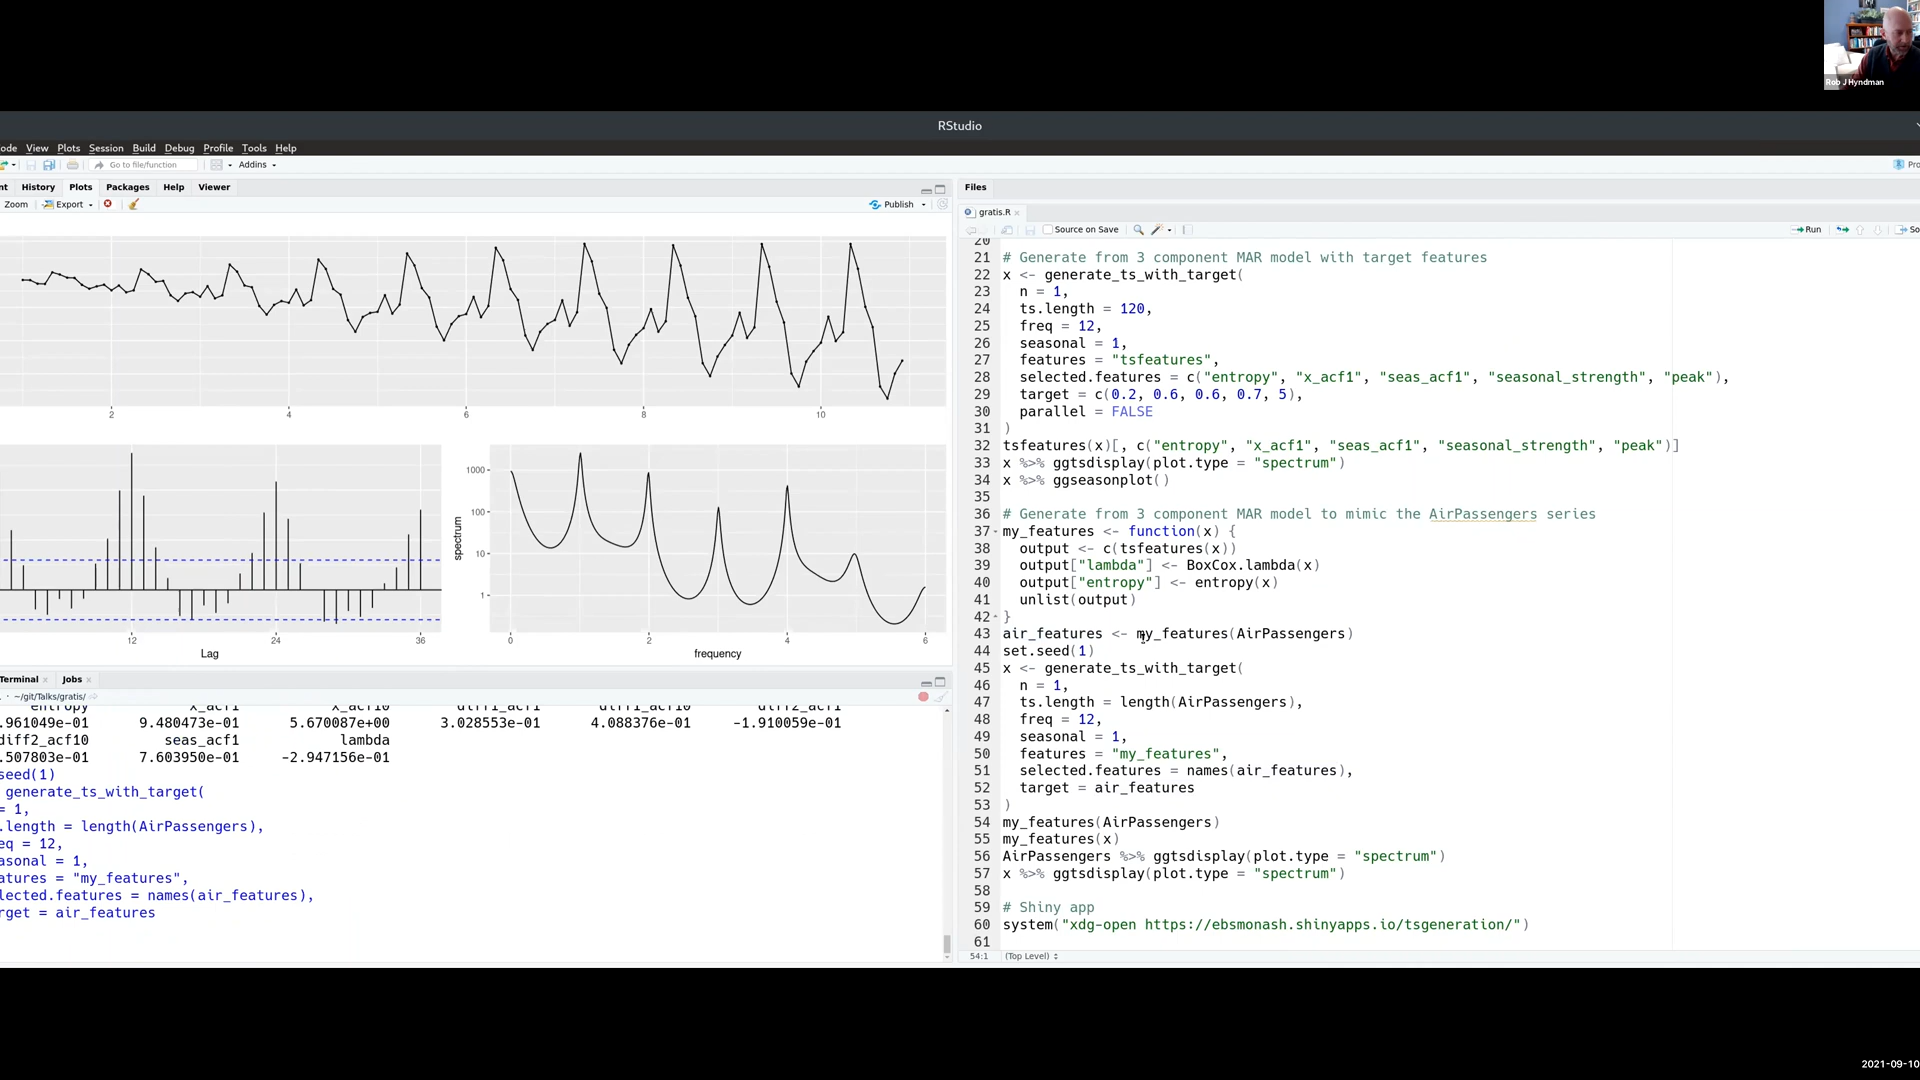 Rob J Hyndman
RStudio
ode View Plots Session Build Debug Profile Tools Help
Go to file/function Addins
Pro
nt History Plots Packages Help Viewer
Zoom Export Publish
2 4 6 8 10
1000
100
10
1
spectrum
12 24 36
Lag
0 2 4 6
frequency
Terminal Jobs
~/git/Talks/gratis/
entropy x_acf1 x_acf10 diff1_acf1 diff1_acf10 diff2_acf1
.961049e-01 9.480473e-01 5.670087e+00 3.028553e-01 4.088376e-01 -1.910059e-01
diff2_acf10 seas_acf1 lambda
.507803e-01 7.603950e-01 -2.947156e-01
seed(1)
generate_ts_with_target(
= 1,
.length = length(AirPassengers),
eq = 12,
asonal = 1,
atures = "my_features",
lected.features = names(air_features),
rget = air_features
Files
gratis.R
Source on Save Run So
20
21 # Generate from 3 component MAR model with target features
22 x <- generate_ts_with_target(
23 n = 1,
24 ts.length = 120,
25 freq = 12,
26 seasonal = 1,
27 features = "tsfeatures",
28 selected.features = c("entropy", "x_acf1", "seas_acf1", "seasonal_strength", "peak"),
29 target = c(0.2, 0.6, 0.6, 0.7, 5),
30 parallel = FALSE
31 )
32 tsfeatures(x)[, c("entropy", "x_acf1", "seas_acf1", "seasonal_strength", "peak")]
33 x %>% ggtsdisplay(plot.type = "spectrum")
34 x %>% ggseasonplot()
35
36 # Generate from 3 component MAR model to mimic the AirPassengers series
37 my_features <- function(x) {
38 output <- c(tsfeatures(x))
39 output["lambda"] <- BoxCox.lambda(x)
40 output["entropy"] <- entropy(x)
41 unlist(output)
42 }
43 air_features <- my_features(AirPassengers)
44 set.seed(1)
45 x <- generate_ts_with_target(
46 n = 1,
47 ts.length = length(AirPassengers),
48 freq = 12,
49 seasonal = 1,
50 features = "my_features",
51 selected.features = names(air_features),
52 target = air_features
53 )
54 my_features(AirPassengers)
55 my_features(x)
56 AirPassengers %>% ggtsdisplay(plot.type = "spectrum")
57 x %>% ggtsdisplay(plot.type = "spectrum")
58
59 # Shiny app
60 system("xdg-open https://ebsmonash.shinyapps.io/tsgeneration/")
61
54:1 (Top Level)
2021-09-10